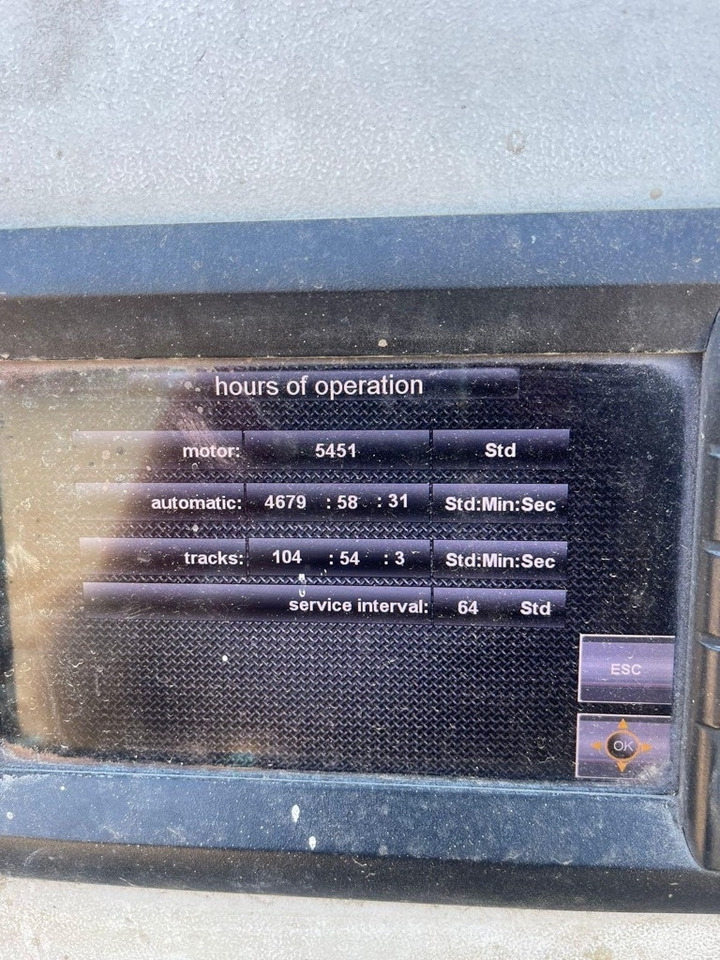 hours of operation
motor: 5451 Std
automatic: 4679 : 58 : 31 Std:Min:Sec
tracks: 104 : 54 : 3 Std:Min:Sec
service interval: 64 Std
ESC
OK